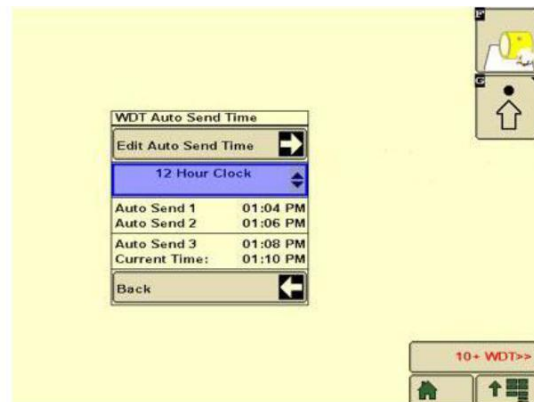 F
G
WDT Auto Send Time
Edit Auto Send Time
12 Hour Clock
Auto Send 1 01:04 PM
Auto Send 2 01:06 PM
Auto Send 3 01:08 PM
Current Time: 01:10 PM
Back
10+ WDT>>